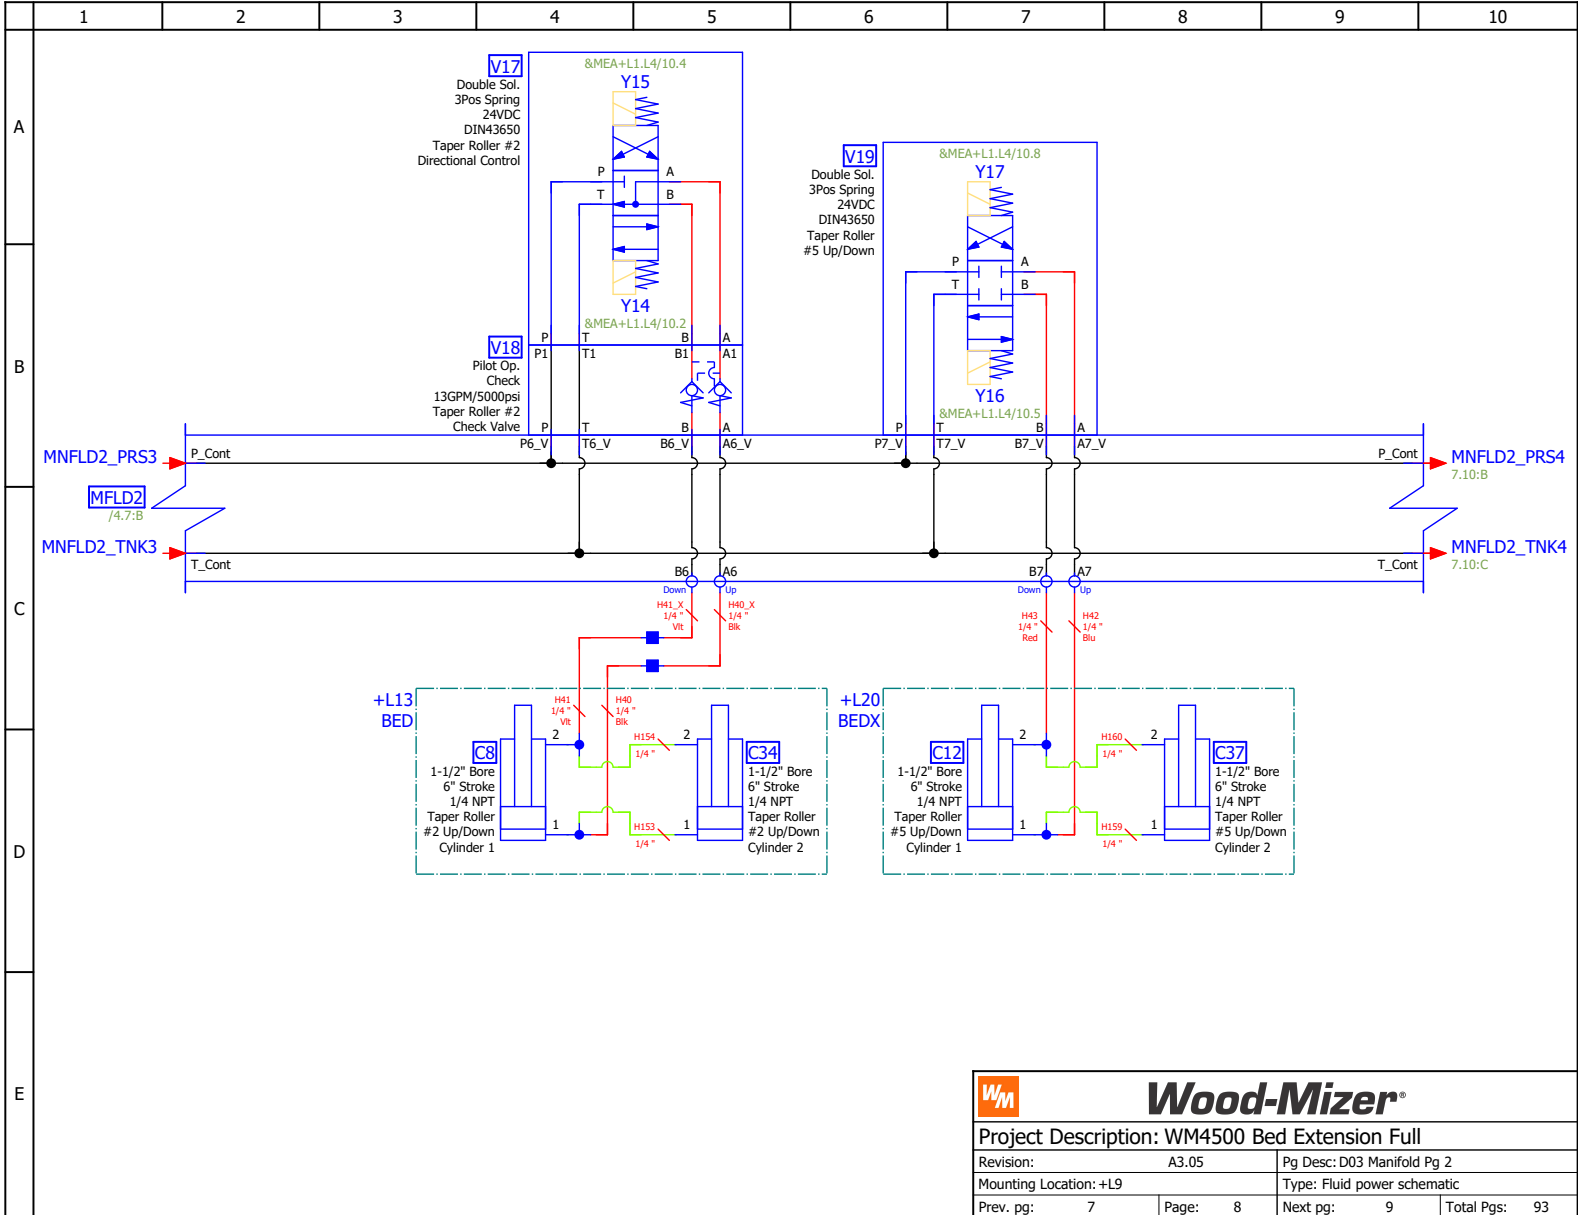 1 2 3 4 5 6 7 8 9 10
A
B
C
D
E
V17
Double Sol.
3Pos Spring
24VDC
DIN43650
Taper Roller #2
Directional Control
&MEA+L1.L4/10.4
Y15
P A
T B
Y14
&MEA+L1.L4/10.2
P T B A
V18
Pilot Op.
Check
13GPM/5000psi
Taper Roller #2
Check Valve
P1 T1 B1 A1
P T B A
P6_V T6_V B6_V A6_V
V19
Double Sol.
3Pos Spring
24VDC
DIN43650
Taper Roller
#5 Up/Down
&MEA+L1.L4/10.8
Y17
P A
T B
Y16
&MEA+L1.L4/10.5
P T B A
P7_V T7_V B7_V A7_V
MNFLD2_PRS3
P_Cont
P_Cont
MNFLD2_PRS4
7.10:B
MFLD2
/4.7:B
MNFLD2_TNK3
T_Cont
T_Cont
MNFLD2_TNK4
7.10:C
B6 A6
Down Up
B7 A7
Down Up
H41_X
1/4 "
Vlt
H40_X
1/4 "
Blk
H43
1/4 "
Red
H42
1/4 "
Blu
+L13
BED
H41
1/4 "
Vlt
H40
1/4 "
Blk
C8
1-1/2" Bore
6" Stroke
1/4 NPT
Taper Roller
#2 Up/Down
Cylinder 1
2
1
H154
1/4 "
H153
1/4 "
2
1
C34
1-1/2" Bore
6" Stroke
1/4 NPT
Taper Roller
#2 Up/Down
Cylinder 2
+L20
BEDX
C12
1-1/2" Bore
6" Stroke
1/4 NPT
Taper Roller
#5 Up/Down
Cylinder 1
2
1
H160
1/4 "
H159
1/4 "
2
1
C37
1-1/2" Bore
6" Stroke
1/4 NPT
Taper Roller
#5 Up/Down
Cylinder 2
WM
Wood-Mizer®
Project Description: WM4500 Bed Extension Full
Revision: A3.05 Pg Desc: D03 Manifold Pg 2
Mounting Location: +L9 Type: Fluid power schematic
Prev. pg: 7 Page: 8 Next pg: 9 Total Pgs: 93